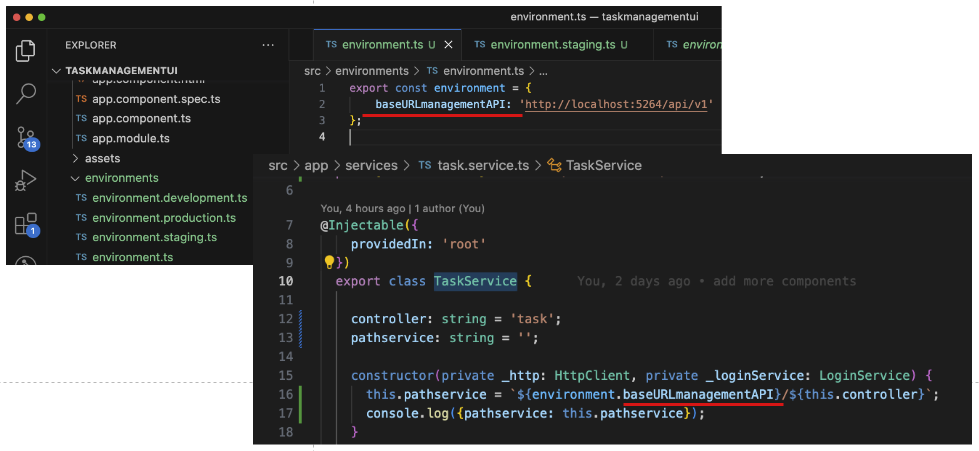 environment.ts — taskmanagementui
EXPLORER
TASKMANAGEMENTUI
app.component.html
app.component.spec.ts
app.component.ts
app.module.ts
assets
environments
TS environment.development.ts
TS environment.production.ts
TS environment.staging.ts
TS environment.ts
13
1
TS environment.ts U × TS environment.staging.ts U TS
src > environments > TS environment.ts > ...
1 export const environment = {
2 baseURLmanagementAPI: 'http://localhost:5264/api/v1'
3 };
4
src > app > services > TS task.service.ts > TaskService
6
You, 4 hours ago | 1 author (You)
7 @Injectable({
8 providedIn: 'root'
9 })
10 export class TaskService { You, 2 days ago • add more components
11
12 controller: string = 'task';
13 pathservice: string = '';
14
15 constructor(private _http: HttpClient, private _loginService: LoginService) {
16 this.pathservice = `${environment.baseURLmanagementAPI}/${this.controller}`;
17 console.log({pathservice: this.pathservice});
18 }